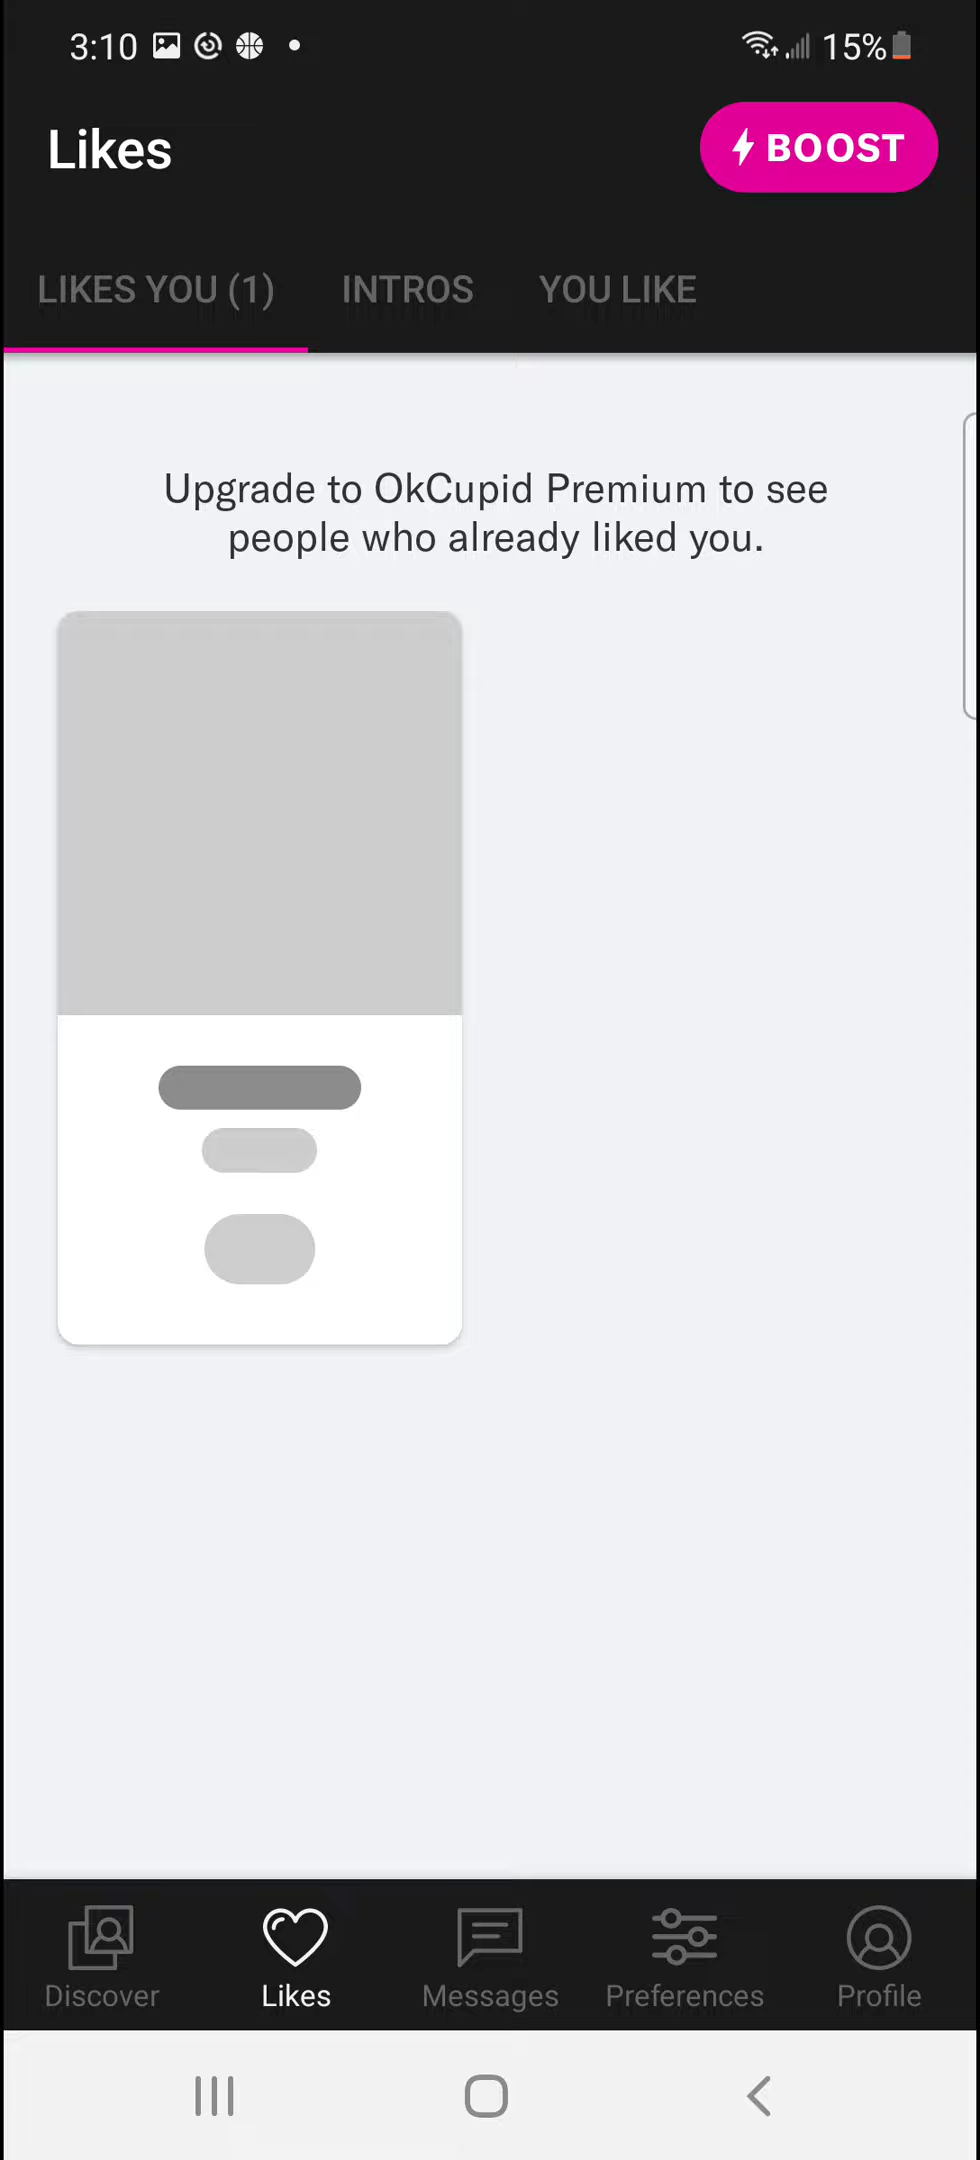 3:10
15%
Likes
BOOST
LIKES YOU (1)
INTROS
YOU LIKE
Upgrade to OkCupid Premium to see
people who already liked you.
Discover
Likes
Messages
Preferences
Profile